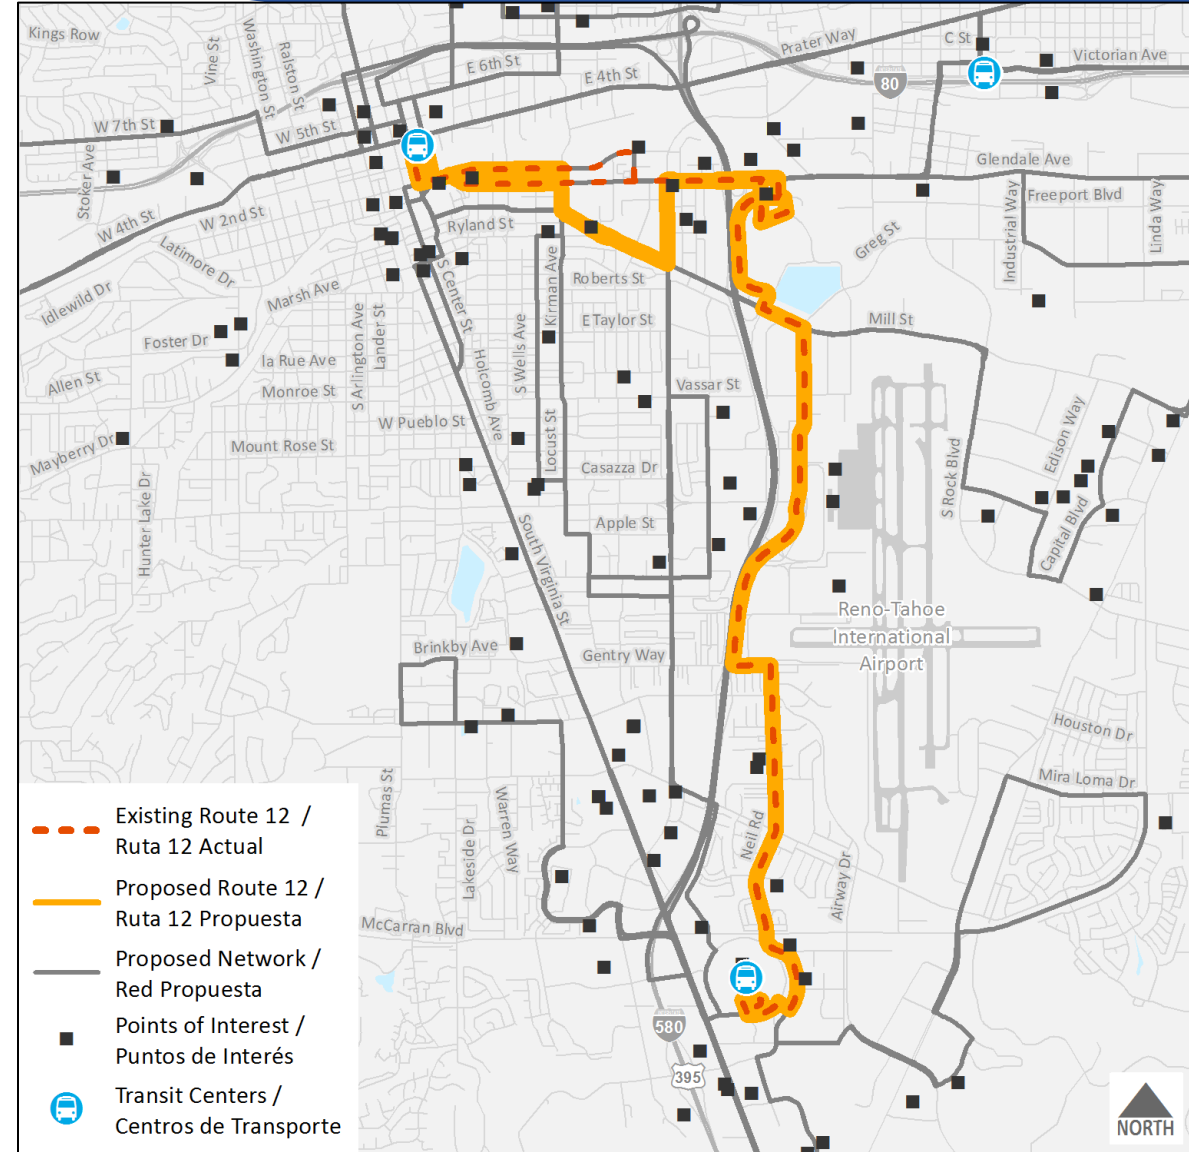 Kings Row
Vine St
Washington St
Ralston St
E 6th St
E 4th St
Prater Way
C St
Victorian Ave
80
W 7th St
W 5th St
Stoker Ave
Glendale Ave
Freeport Blvd
Industrial Way
Linda Way
W 4th St
W 2nd St
Ryland St
Greg St
Latimore Dr
Idlewild Dr
Marsh Ave
S Center St
Kirman Ave
Roberts St
Foster Dr
la Rue Ave
S Arlington Ave
Lander St
Holcomb Ave
S Wells Ave
E Taylor St
Mill St
Allen St
Monroe St
Vassar St
W Pueblo St
Locust St
Mayberry Dr
Mount Rose St
Casazza Dr
S Rock Blvd
Edison Way
Hunter Lake Dr
Apple St
Capital Blvd
South Virginia St
Reno-Tahoe
International
Airport
Brinkby Ave
Gentry Way
Houston Dr
Mira Loma Dr
Plumas St
Warren Way
Lakeside Dr
Neil Rd
Airway Dr
McCarran Blvd
580
395
Existing Route 12 /
Ruta 12 Actual
Proposed Route 12 /
Ruta 12 Propuesta
Proposed Network /
Red Propuesta
Points of Interest /
Puntos de Interés
Transit Centers /
Centros de Transporte
NORTH